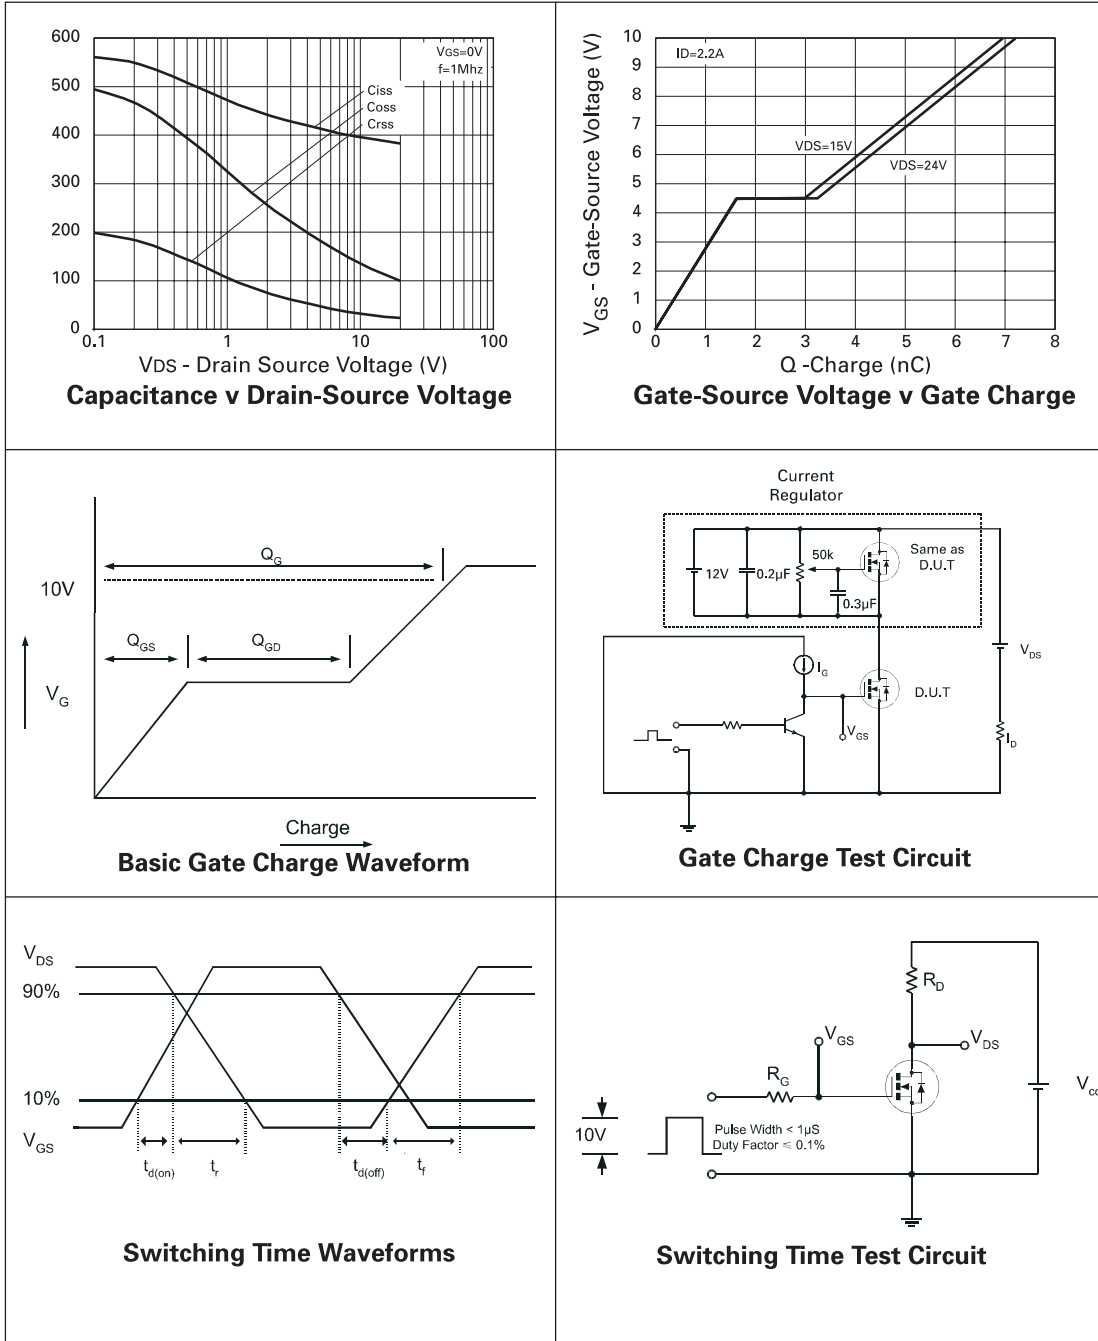 600
500
400
300
200
100
0
0.1
1
10
100
VGS=0V
f=1Mhz
Ciss
Coss
Crss
VDS - Drain Source Voltage (V)
Capacitance v Drain-Source Voltage
VGS - Gate-Source Voltage (V)
10
9
8
7
6
5
4
3
2
1
0
0 1 2 3 4 5 6 7 8
ID=2.2A
VDS=15V
VDS=24V
Q -Charge (nC)
Gate-Source Voltage v Gate Charge
QG
10V
QGS
QGD
VG
Charge
Basic Gate Charge Waveform
Current
Regulator
12V
0.2µF
50k
0.3µF
Same as
D.U.T
IG
VDS
D.U.T
VGS
ID
Gate Charge Test Circuit
VDS
90%
10%
VGS
td(on)
tr
td(off)
tf
Switching Time Waveforms
RD
VGS
VDS
RG
Vcc
10V
Pulse Width < 1µS
Duty Factor ≤ 0.1%
Switching Time Test Circuit